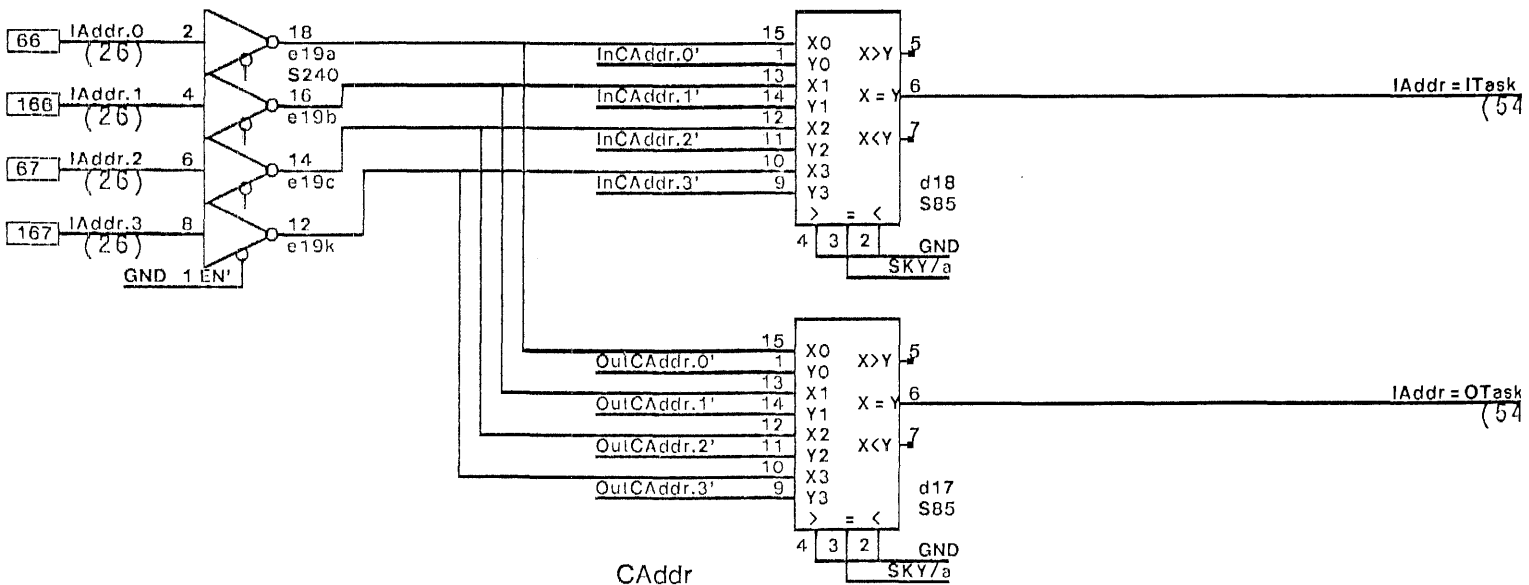 66 IAddr.0 (26) 2 18 e19a S240
166 IAddr.1 (26) 4 16 e19b
67 IAddr.2 (26) 6 14 e19c
167 IAddr.3 (26) 8 12 e19k
GND 1 EN'
15 X0
InCAddr.0' 1 Y0
13 X1
InCAddr.1' 14 Y1
12 X2
InCAddr.2' 11 Y2
10 X3
InCAddr.3' 9 Y3
X>Y 5
X=Y 6
X<Y 7
> = <
4 3 2
GND
SKY/a
d18
S85
IAddr=ITask
(54
15 X0
OutCAddr.0' 1 Y0
13 X1
OutCAddr.1' 14 Y1
12 X2
OutCAddr.2' 11 Y2
10 X3
OutCAddr.3' 9 Y3
X>Y 5
X=Y 6
X<Y 7
> = <
4 3 2
GND
SKY/a
d17
S85
IAddr=OTask
(54
CAddr